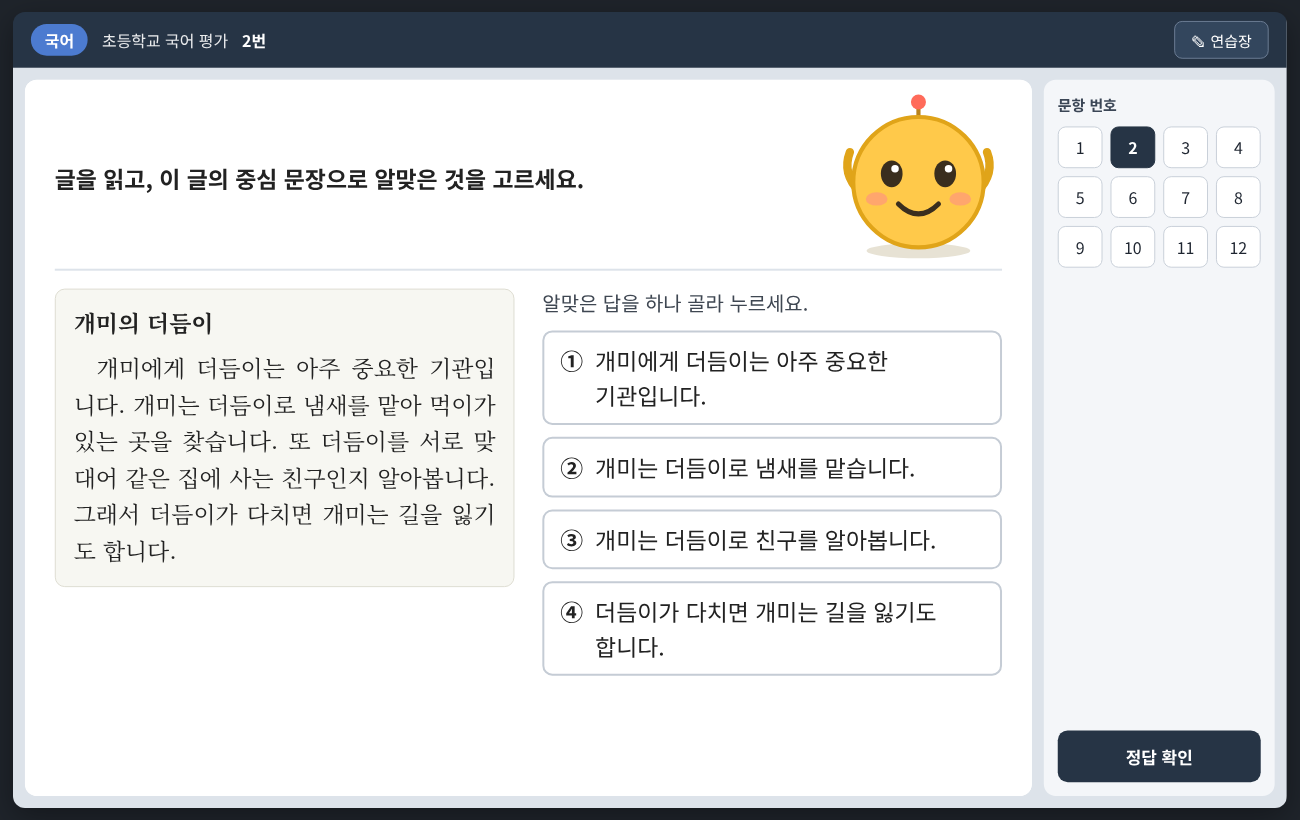 국어 초등학교 국어 평가 2번
✎ 연습장
글을 읽고, 이 글의 중심 문장으로 알맞은 것을 고르세요.
개미의 더듬이
개미에게 더듬이는 아주 중요한 기관입
니다. 개미는 더듬이로 냄새를 맡아 먹이가
있는 곳을 찾습니다. 또 더듬이를 서로 맞
대어 같은 집에 사는 친구인지 알아봅니다.
그래서 더듬이가 다치면 개미는 길을 잃기
도 합니다.
알맞은 답을 하나 골라 누르세요.
① 개미에게 더듬이는 아주 중요한
기관입니다.
② 개미는 더듬이로 냄새를 맡습니다.
③ 개미는 더듬이로 친구를 알아봅니다.
④ 더듬이가 다치면 개미는 길을 잃기도
합니다.
문항 번호
1 2 3 4
5 6 7 8
9 10 11 12
정답 확인